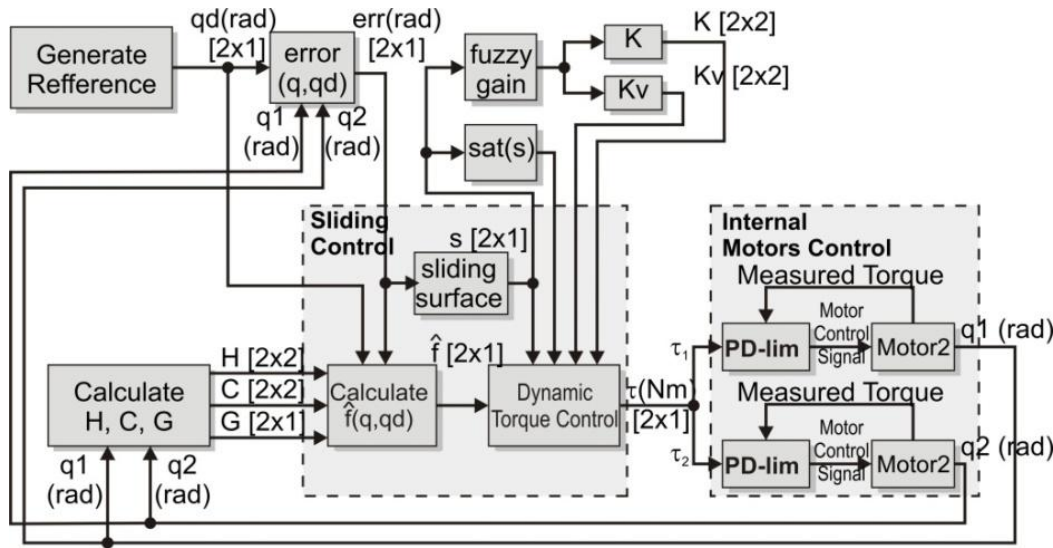 Generate
Refference
qd(rad)
[2x1]
error
(q,qd)
err(rad)
[2x1]
q1
(rad)
q2
(rad)
fuzzy
gain
K
K [2x2]
Kv
Kv [2x2]
sat(s)
Sliding
Control
s [2x1]
sliding
surface
Internal
Motors Control
Measured Torque
τ1
PD-lim
Motor
Control
Signal
Motor2
q1 (rad)
Calculate
H, C, G
H [2x2]
C [2x2]
G [2x1]
Calculate
f̂(q,qd)
f̂ [2x1]
Dynamic
Torque Control
τ(Nm)
[2x1]
Measured Torque
τ2
PD-lim
Motor
Control
Signal
Motor2
q2 (rad)
q1
(rad)
q2
(rad)